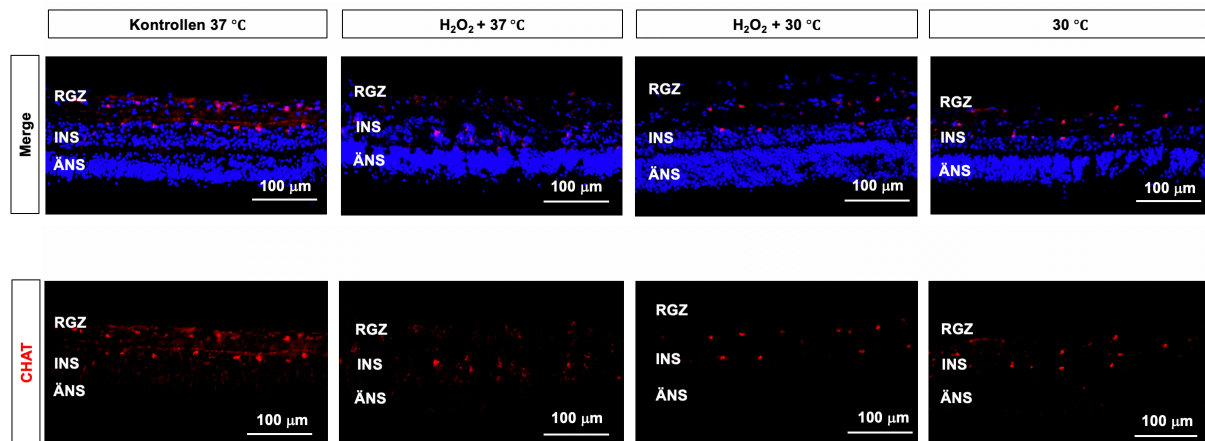 Kontrollen 37 °C
H₂O₂ + 37 °C
H₂O₂ + 30 °C
30 °C
Merge
RGZ
INS
ÄNS
100 µm
RGZ
INS
ÄNS
100 µm
RGZ
INS
ÄNS
100 µm
RGZ
INS
ÄNS
100 µm
CHAT
RGZ
INS
ÄNS
100 µm
RGZ
INS
ÄNS
100 µm
RGZ
INS
ÄNS
100 µm
RGZ
INS
ÄNS
100 µm